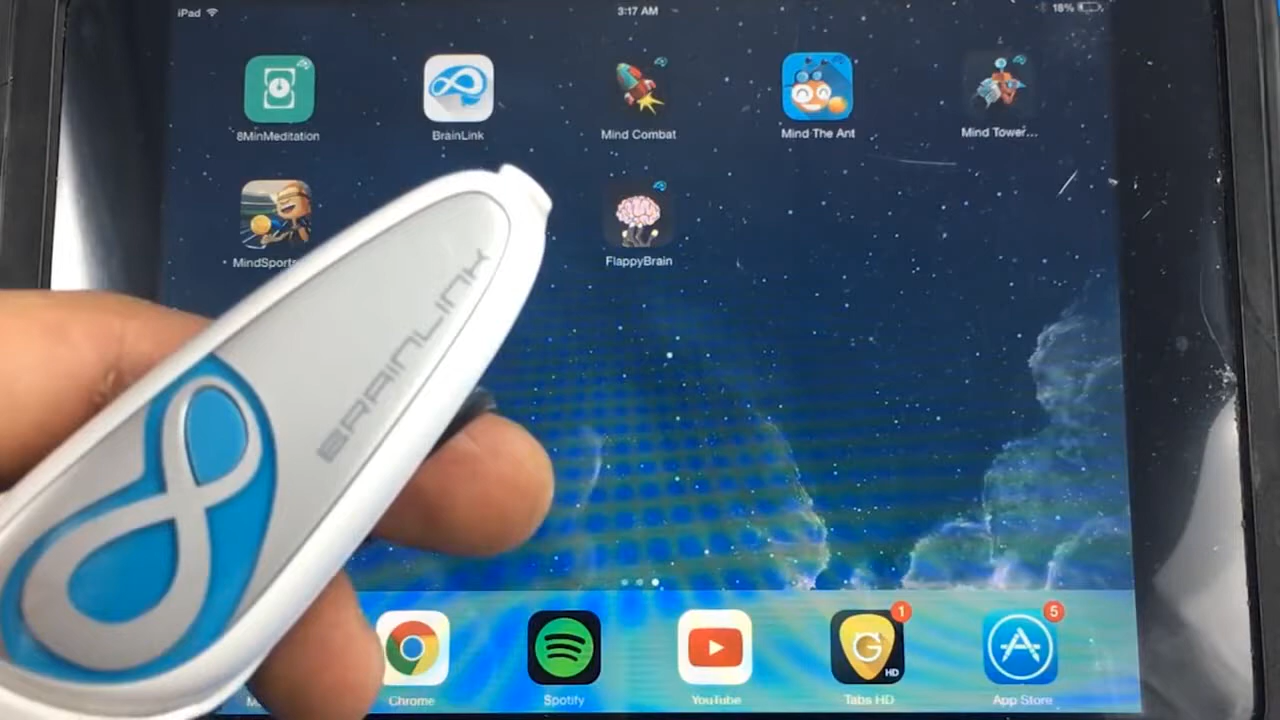 iPad
3:17 AM
18%
8MinMeditation
BrainLink
Mind Combat
Mind The Ant
Mind Tower...
MindSports
FlappyBrain
BRAINLINK
Chrome
Spotify
YouTube
G
HD
1
Tabs HD
5
App Store